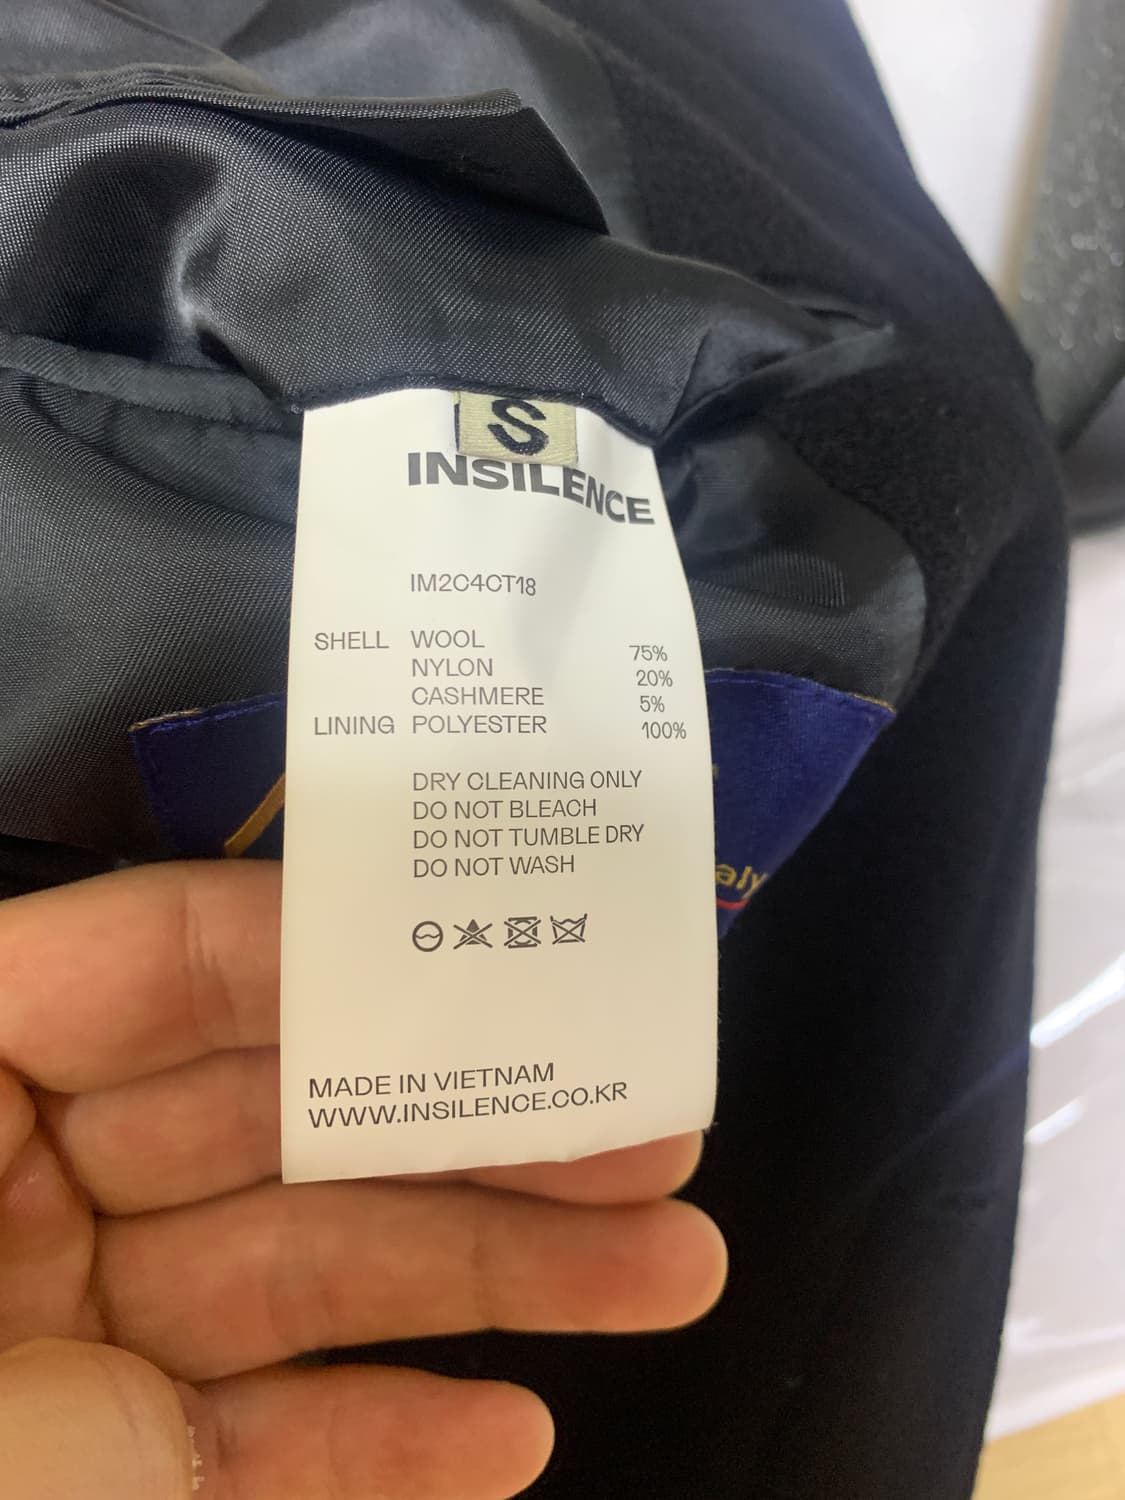 S
INSILENCE
IM2C4CT18
SHELL WOOL 75%
NYLON 20%
CASHMERE 5%
LINING POLYESTER 100%
DRY CLEANING ONLY
DO NOT BLEACH
DO NOT TUMBLE DRY
DO NOT WASH
aly
MADE IN VIETNAM
WWW.INSILENCE.CO.KR